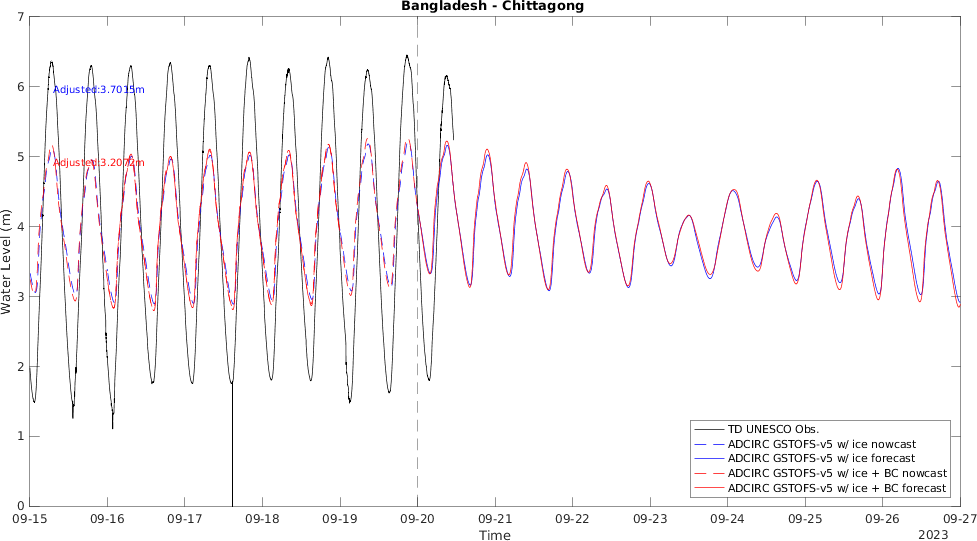 Bangladesh - Chittagong
7
6
5
4
3
2
1
0
Water Level (m)
Adjusted:3.7015m
Adjusted:3.2072m
TD UNESCO Obs.
ADCIRC GSTOFS-v5 w/ ice nowcast
ADCIRC GSTOFS-v5 w/ ice forecast
ADCIRC GSTOFS-v5 w/ ice + BC nowcast
ADCIRC GSTOFS-v5 w/ ice + BC forecast
09-15 09-16 09-17 09-18 09-19 09-20 09-21 09-22 09-23 09-24 09-25 09-26 09-27
Time
2023